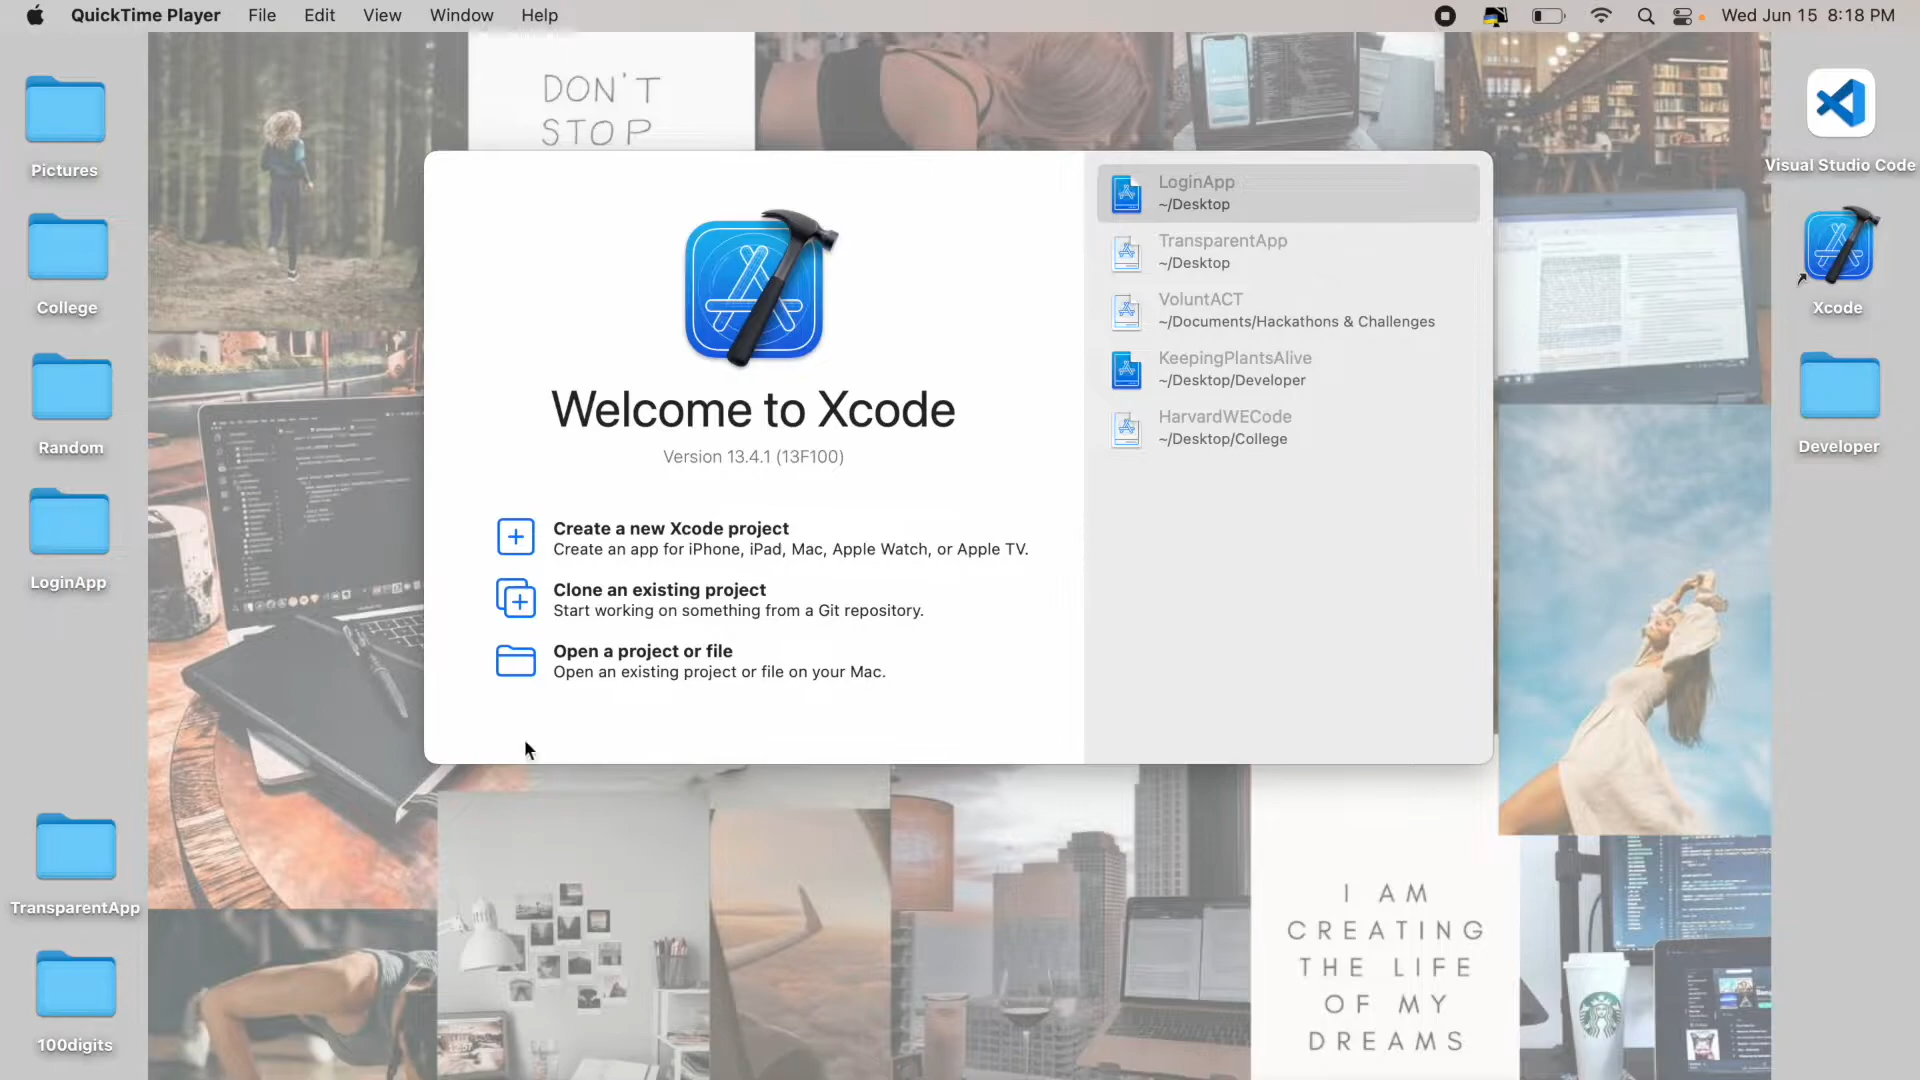 QuickTime Player File Edit View Window Help
Wed Jun 15 8:18 PM
Pictures
College
Random
LoginApp
TransparentApp
100digits
DON'T
STOP
Welcome to Xcode
Version 13.4.1 (13F100)
Create a new Xcode project
Create an app for iPhone, iPad, Mac, Apple Watch, or Apple TV.
Clone an existing project
Start working on something from a Git repository.
Open a project or file
Open an existing project or file on your Mac.
LoginApp
~/Desktop
TransparentApp
~/Desktop
VoluntACT
~/Documents/Hackathons & Challenges
KeepingPlantsAlive
~/Desktop/Developer
HarvardWECode
~/Desktop/College
Visual Studio Code
Xcode
Developer
I AM
CREATING
THE LIFE
OF MY
DREAMS